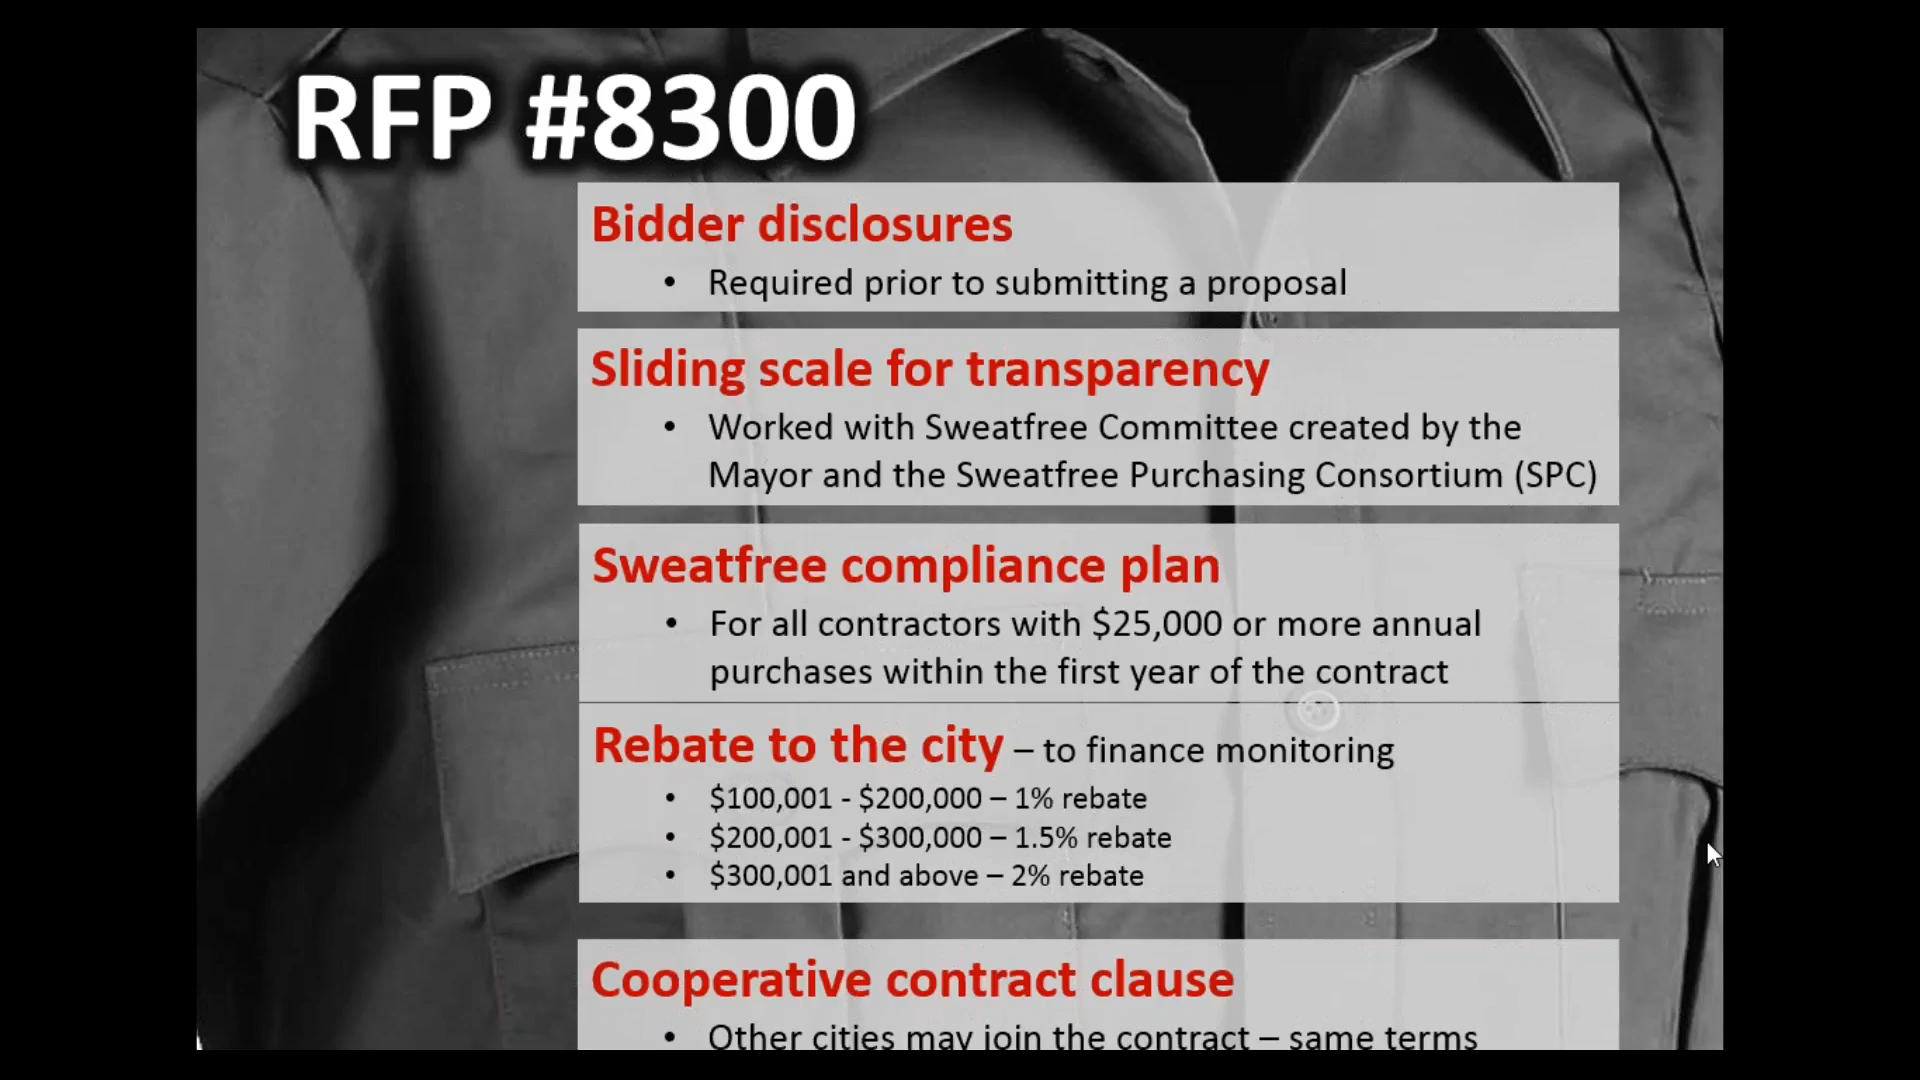 RFP #8300
Bidder disclosures
• Required prior to submitting a proposal
Sliding scale for transparency
• Worked with Sweatfree Committee created by the
Mayor and the Sweatfree Purchasing Consortium (SPC)
Sweatfree compliance plan
• For all contractors with $25,000 or more annual
purchases within the first year of the contract
Rebate to the city – to finance monitoring
• $100,001 - $200,000 – 1% rebate
• $200,001 - $300,000 – 1.5% rebate
• $300,001 and above – 2% rebate
Cooperative contract clause
• Other cities may join the contract – same terms